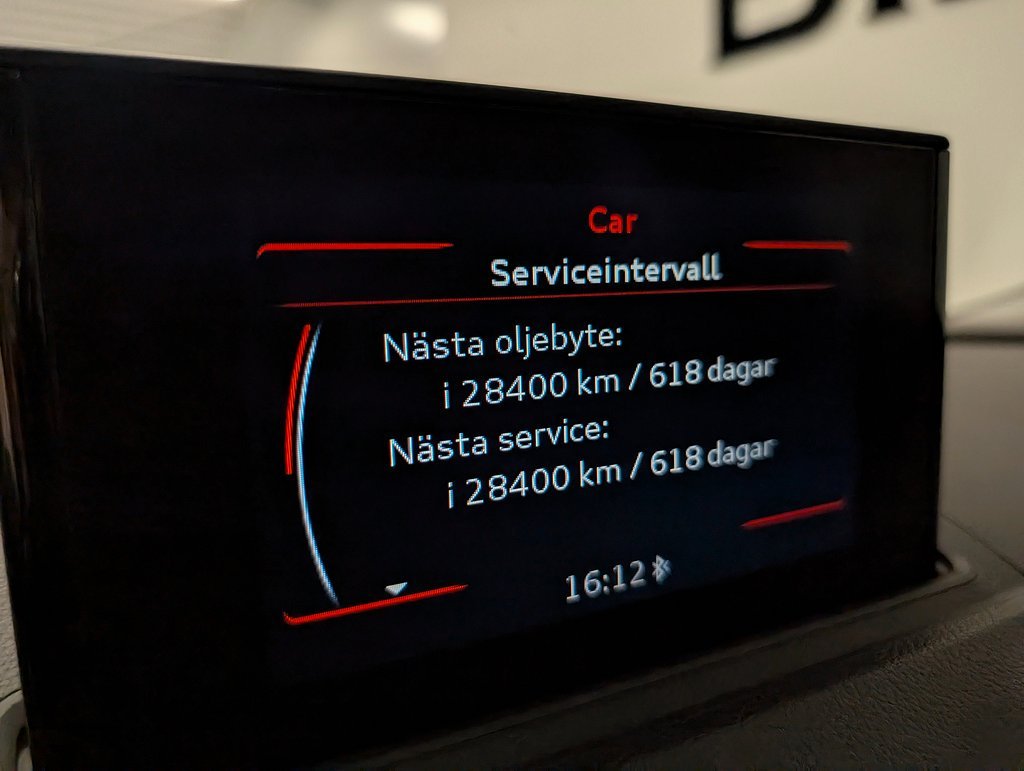 Car
Serviceintervall
Nästa oljebyte:
i 28400 km / 618 dagar
Nästa service:
i 28400 km / 618 dagar
16:12